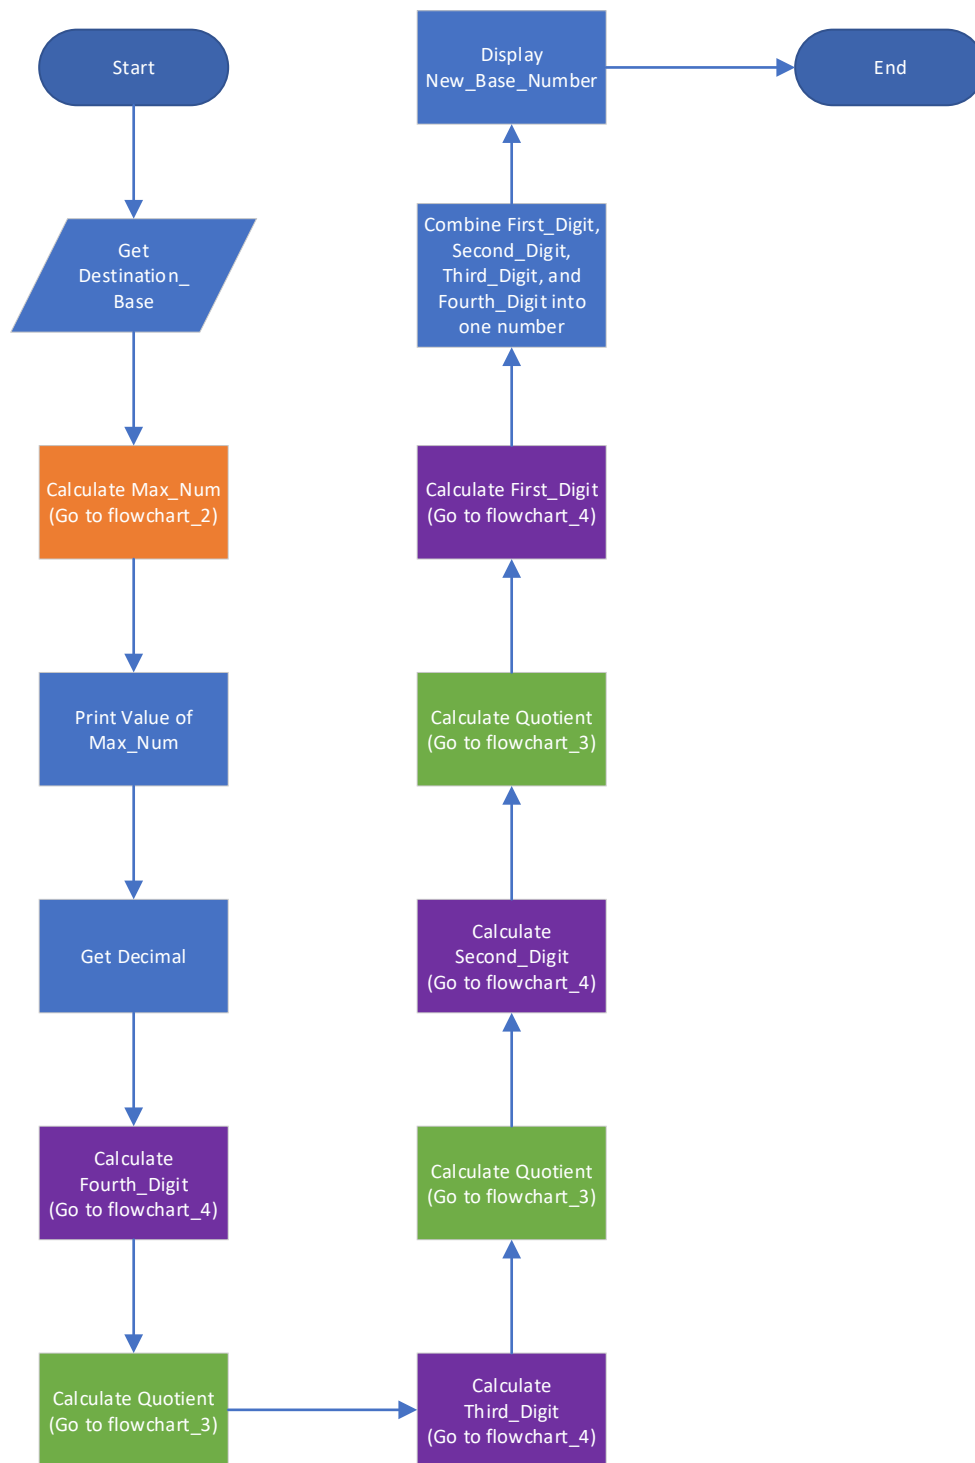 Start
Get
Destination_
Base
Calculate Max_Num
(Go to flowchart_2)
Print Value of
Max_Num
Get Decimal
Calculate
Fourth_Digit
(Go to flowchart_4)
Calculate Quotient
(Go to flowchart_3)
Calculate
Third_Digit
(Go to flowchart_4)
Calculate Quotient
(Go to flowchart_3)
Calculate
Second_Digit
(Go to flowchart_4)
Calculate Quotient
(Go to flowchart_3)
Calculate First_Digit
(Go to flowchart_4)
Combine First_Digit,
Second_Digit,
Third_Digit, and
Fourth_Digit into
one number
Display
New_Base_Number
End